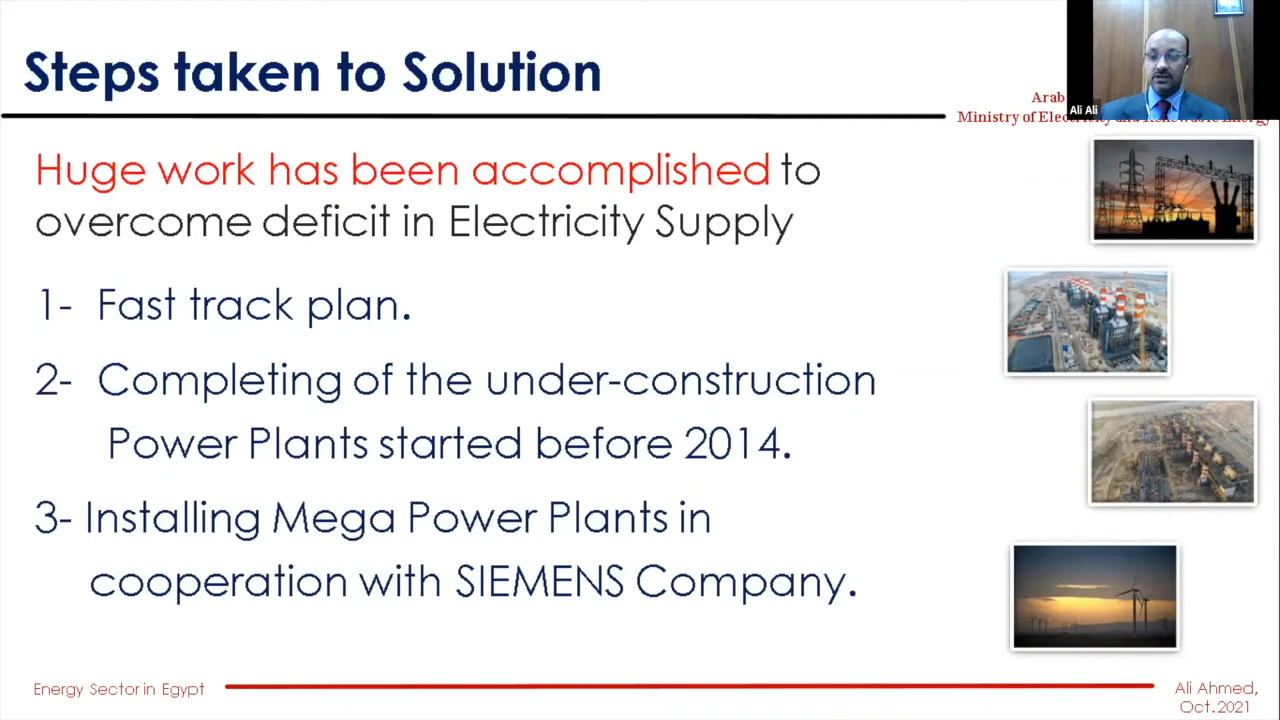 Steps taken to Solution
Arab
Ministry of Electricity and Renewable Energy
Ali Ali
Huge work has been accomplished to
overcome deficit in Electricity Supply
1- Fast track plan.
2- Completing of the under-construction
Power Plants started before 2014.
3- Installing Mega Power Plants in
cooperation with SIEMENS Company.
Energy Sector in Egypt
Ali Ahmed,
Oct.2021